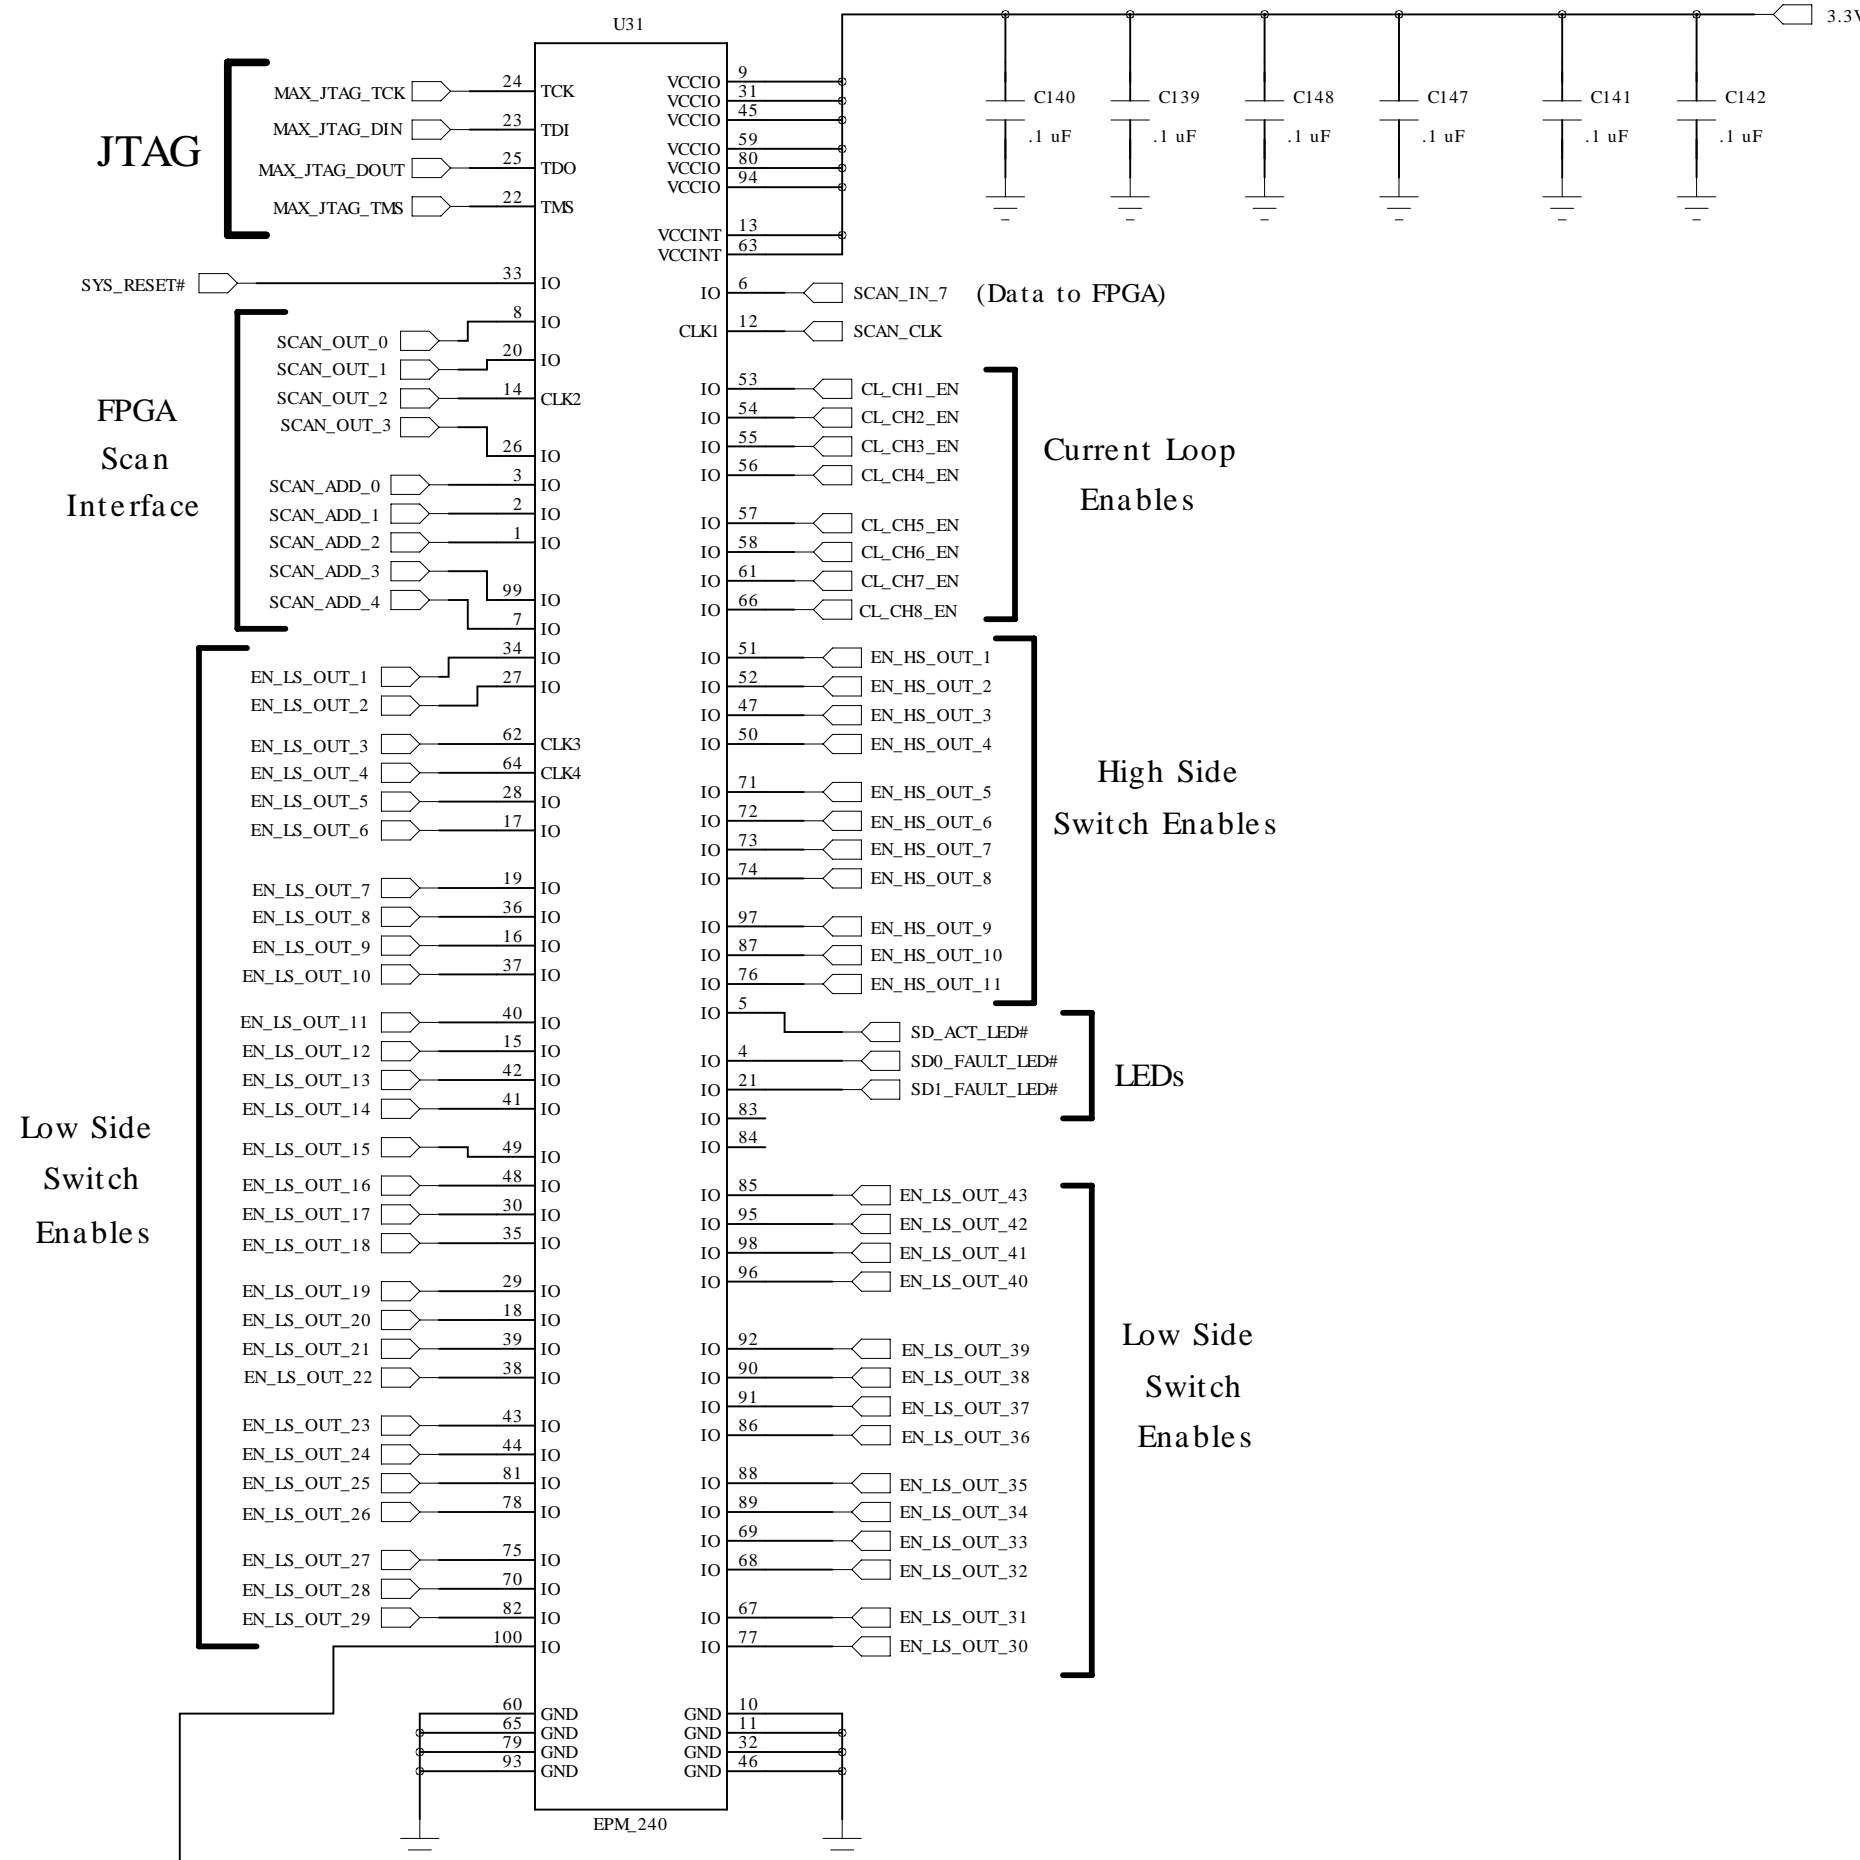 U31
3.3V
JTAG
MAX_JTAG_TCK 24 TCK
MAX_JTAG_DIN 23 TDI
MAX_JTAG_DOUT 25 TDO
MAX_JTAG_TMS 22 TMS
SYS_RESET# 33 IO
FPGA
Scan
Interface
SCAN_OUT_0 8 IO
SCAN_OUT_1 20 IO
SCAN_OUT_2 14 CLK2
SCAN_OUT_3 26 IO
SCAN_ADD_0 3 IO
SCAN_ADD_1 2 IO
SCAN_ADD_2 1 IO
SCAN_ADD_3 99 IO
SCAN_ADD_4 7 IO
Low Side
Switch
Enables
EN_LS_OUT_1 34 IO
EN_LS_OUT_2 27 IO
EN_LS_OUT_3 62 CLK3
EN_LS_OUT_4 64 CLK4
EN_LS_OUT_5 28 IO
EN_LS_OUT_6 17 IO
EN_LS_OUT_7 19 IO
EN_LS_OUT_8 36 IO
EN_LS_OUT_9 16 IO
EN_LS_OUT_10 37 IO
EN_LS_OUT_11 40 IO
EN_LS_OUT_12 15 IO
EN_LS_OUT_13 42 IO
EN_LS_OUT_14 41 IO
EN_LS_OUT_15 49 IO
EN_LS_OUT_16 48 IO
EN_LS_OUT_17 30 IO
EN_LS_OUT_18 35 IO
EN_LS_OUT_19 29 IO
EN_LS_OUT_20 18 IO
EN_LS_OUT_21 39 IO
EN_LS_OUT_22 38 IO
EN_LS_OUT_23 43 IO
EN_LS_OUT_24 44 IO
EN_LS_OUT_25 81 IO
EN_LS_OUT_26 78 IO
EN_LS_OUT_27 75 IO
EN_LS_OUT_28 70 IO
EN_LS_OUT_29 82 IO
100 IO
60 GND
65 GND
79 GND
93 GND
VCCIO 9
VCCIO 31
VCCIO 45
VCCIO 59
VCCIO 80
VCCIO 94
VCCINT 13
VCCINT 63
C140 C139 C148 C147 C141 C142
.1 uF .1 uF .1 uF .1 uF .1 uF .1 uF
IO 6 SCAN_IN_7 (Data to FPGA)
CLK1 12 SCAN_CLK
IO 53 CL_CH1_EN
IO 54 CL_CH2_EN
IO 55 CL_CH3_EN
IO 56 CL_CH4_EN
IO 57 CL_CH5_EN
IO 58 CL_CH6_EN
IO 61 CL_CH7_EN
IO 66 CL_CH8_EN
Current Loop
Enables
IO 51 EN_HS_OUT_1
IO 52 EN_HS_OUT_2
IO 47 EN_HS_OUT_3
IO 50 EN_HS_OUT_4
IO 71 EN_HS_OUT_5
IO 72 EN_HS_OUT_6
IO 73 EN_HS_OUT_7
IO 74 EN_HS_OUT_8
IO 97 EN_HS_OUT_9
IO 87 EN_HS_OUT_10
IO 76 EN_HS_OUT_11
High Side
Switch Enables
IO 5 SD_ACT_LED#
IO 4 SD0_FAULT_LED#
IO 21 SD1_FAULT_LED#
LEDs
IO 83
IO 84
IO 85 EN_LS_OUT_43
IO 95 EN_LS_OUT_42
IO 98 EN_LS_OUT_41
IO 96 EN_LS_OUT_40
IO 92 EN_LS_OUT_39
IO 90 EN_LS_OUT_38
IO 91 EN_LS_OUT_37
IO 86 EN_LS_OUT_36
IO 88 EN_LS_OUT_35
IO 89 EN_LS_OUT_34
IO 69 EN_LS_OUT_33
IO 68 EN_LS_OUT_32
IO 67 EN_LS_OUT_31
IO 77 EN_LS_OUT_30
Low Side
Switch
Enables
GND 10
GND 11
GND 32
GND 46
EPM_240